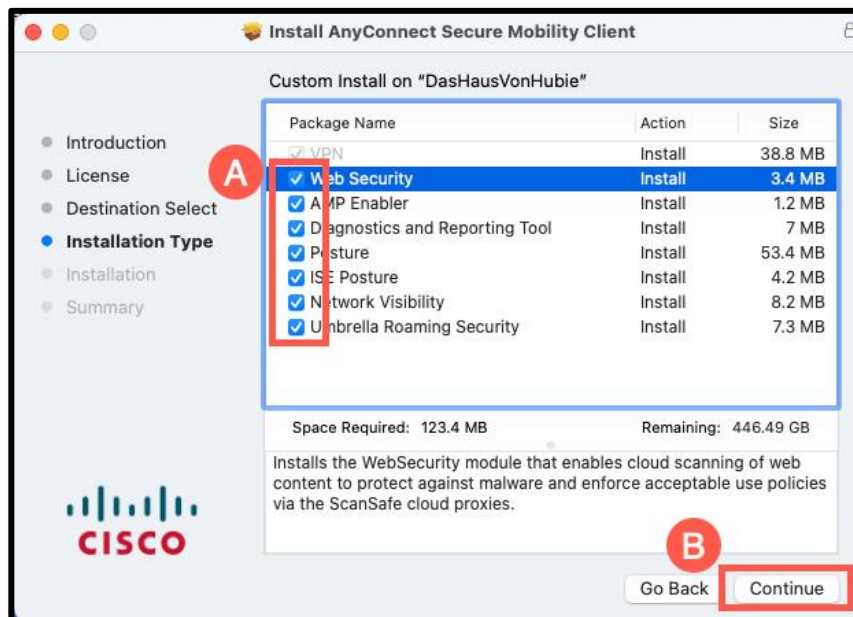 Install AnyConnect Secure Mobility Client
Custom Install on "DasHausVonHubie"
Introduction
License
Destination Select
Installation Type
Installation
Summary
A
Package Name Action Size
VPN Install 38.8 MB
Web Security Install 3.4 MB
AMP Enabler Install 1.2 MB
Diagnostics and Reporting Tool Install 7 MB
Posture Install 53.4 MB
ISE Posture Install 4.2 MB
Network Visibility Install 8.2 MB
Umbrella Roaming Security Install 7.3 MB
Space Required: 123.4 MB Remaining: 446.49 GB
Installs the WebSecurity module that enables cloud scanning of web
content to protect against malware and enforce acceptable use policies
via the ScanSafe cloud proxies.
CISCO
B
Go Back Continue